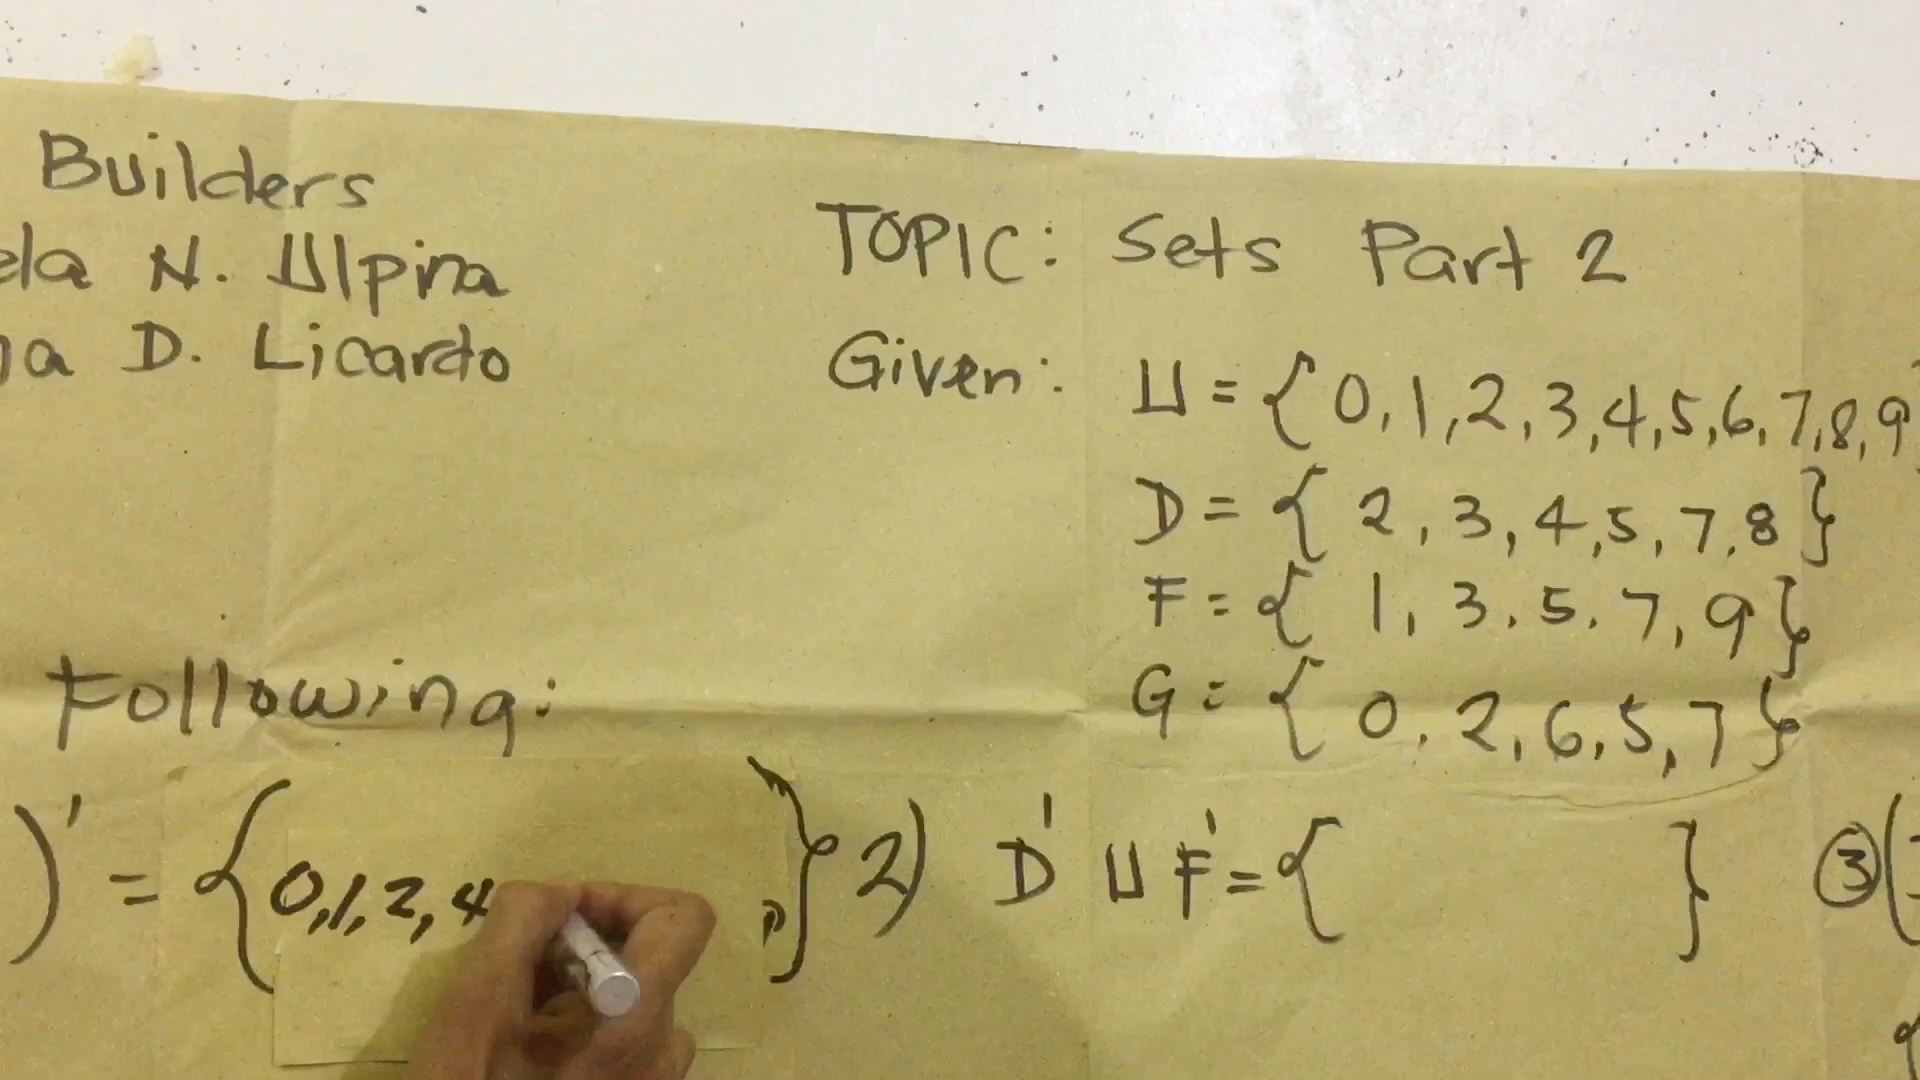 Builders
ela N. Ulpina
na D. Licardo
TOPIC: Sets Part 2
Given: U = { 0, 1, 2, 3, 4, 5, 6, 7, 8, 9
D = { 2, 3, 4, 5, 7, 8 }
F = { 1, 3, 5, 7, 9 }
G = { 0, 2, 6, 5, 7 }
Following:
)' = { 0, 1, 2, 4 } 2) D' U F' = { } 3 (